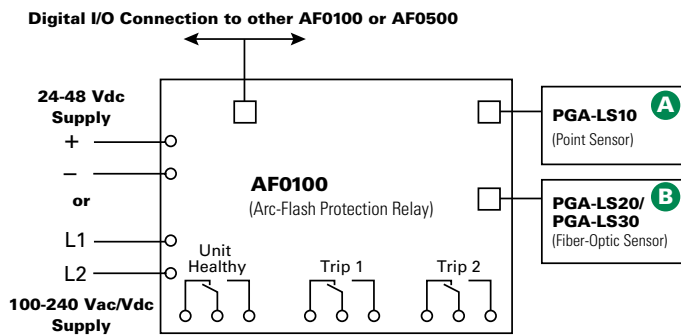 Digital I/O Connection to other AF0100 or AF0500
24-48 Vdc
Supply
+
–
or
L1
L2
100-240 Vac/Vdc
Supply
AF0100
(Arc-Flash Protection Relay)
Unit
Healthy
Trip 1
Trip 2
PGA-LS10
(Point Sensor)
A
PGA-LS20/
PGA-LS30
(Fiber-Optic Sensor)
B